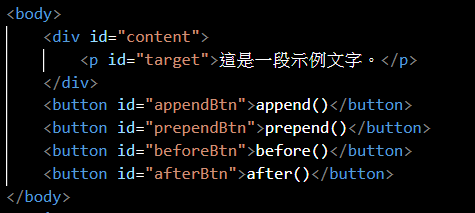 <body>
<div id="content">
<p id="target">這是一段示例文字。</p>
</div>
<button id="appendBtn">append()</button>
<button id="prependBtn">prepend()</button>
<button id="beforeBtn">before()</button>
<button id="afterBtn">after()</button>
</body>